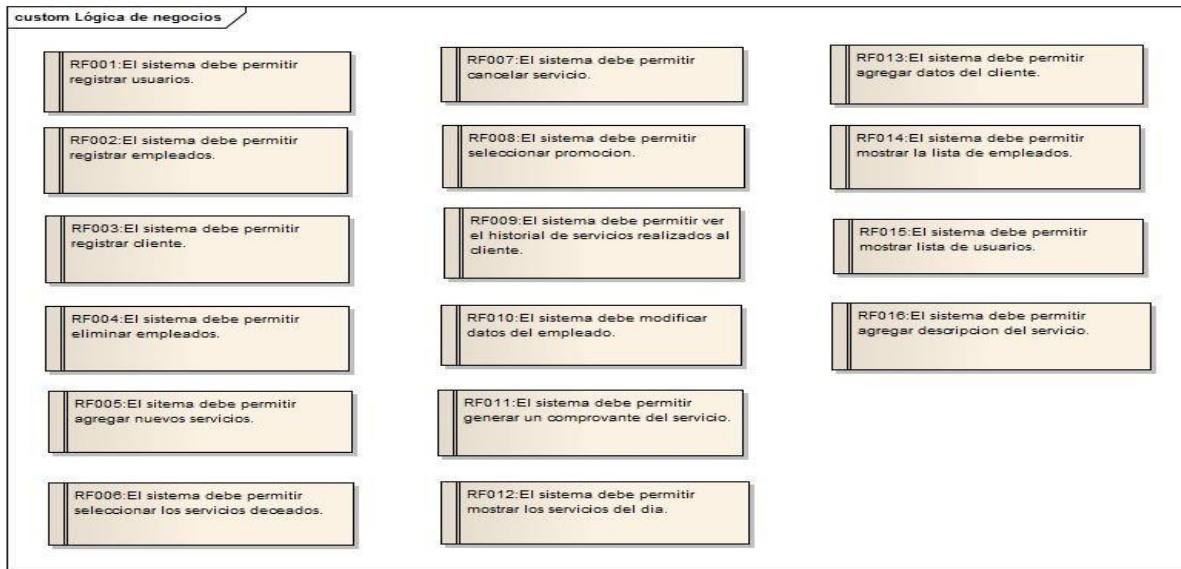 custom Lógica de negocios
RF001:El sistema debe permitir
registrar usuarios.
RF002:El sistema debe permitir
registrar empleados.
RF003:El sistema debe permitir
registrar cliente.
RF004:El sistema debe permitir
eliminar empleados.
RF005:El sitema debe permitir
agregar nuevos servicios.
RF006:El sistema debe permitir
seleccionar los servicios deceados.
RF007:El sistema debe permitir
cancelar servicio.
RF008:El sistema debe permitir
seleccionar promocion.
RF009:El sistema debe permitir ver
el historial de servicios realizados al
cliente.
RF010:El sistema debe modificar
datos del empleado.
RF011:El sistema debe permitir
generar un comprovante del servicio.
RF012:El sistema debe permitir
mostrar los servicios del dia.
RF013:El sistema debe permitir
agregar datos del cliente.
RF014:El sistema debe permitir
mostrar la lista de empleados.
RF015:El sistema debe permitir
mostrar lista de usuarios.
RF016:El sistema debe permitir
agregar descripcion del servicio.